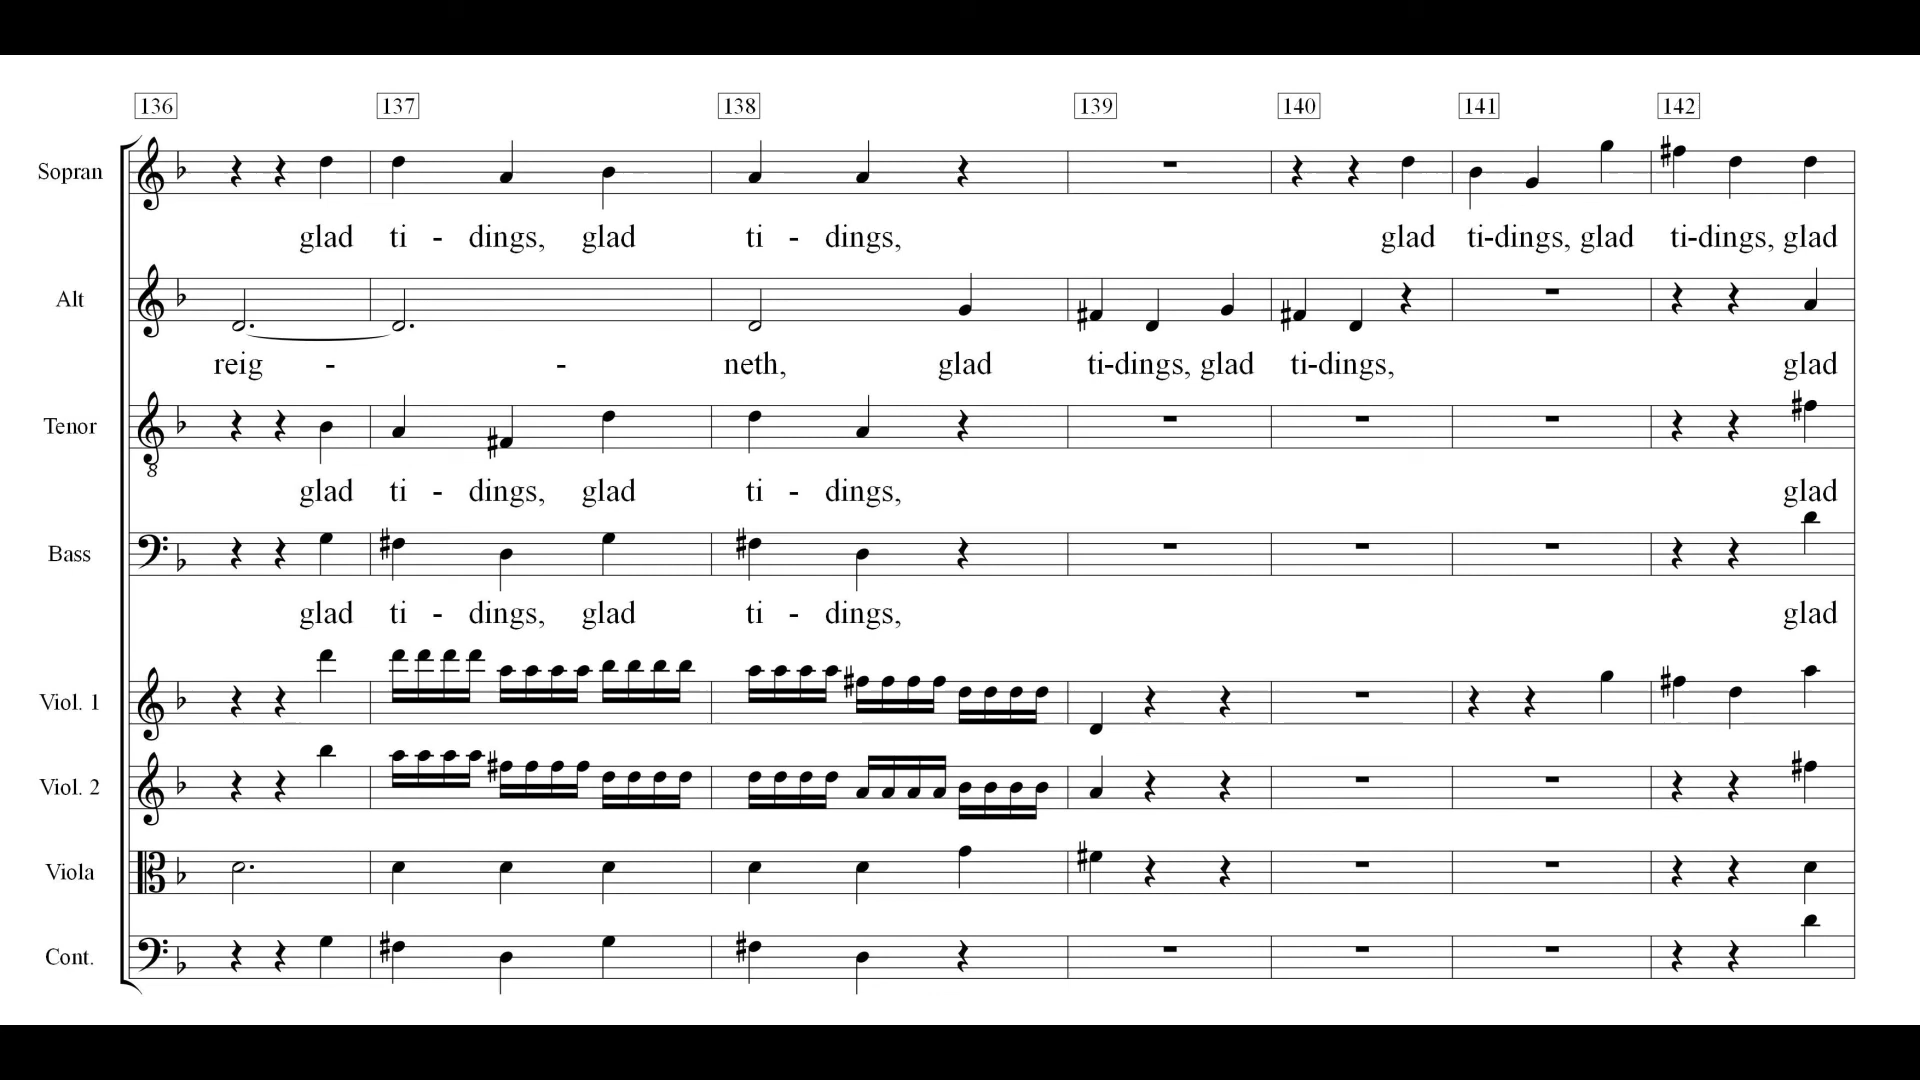 136 137 138 139 140 141 142
Sopran
glad ti - dings, glad ti - dings, glad ti-dings, glad ti-dings, glad
Alt
reig - - neth, glad ti-dings, glad ti-dings, glad
Tenor
8
glad ti - dings, glad ti - dings, glad
Bass
glad ti - dings, glad ti - dings, glad
Viol. 1
Viol. 2
Viola
Cont.